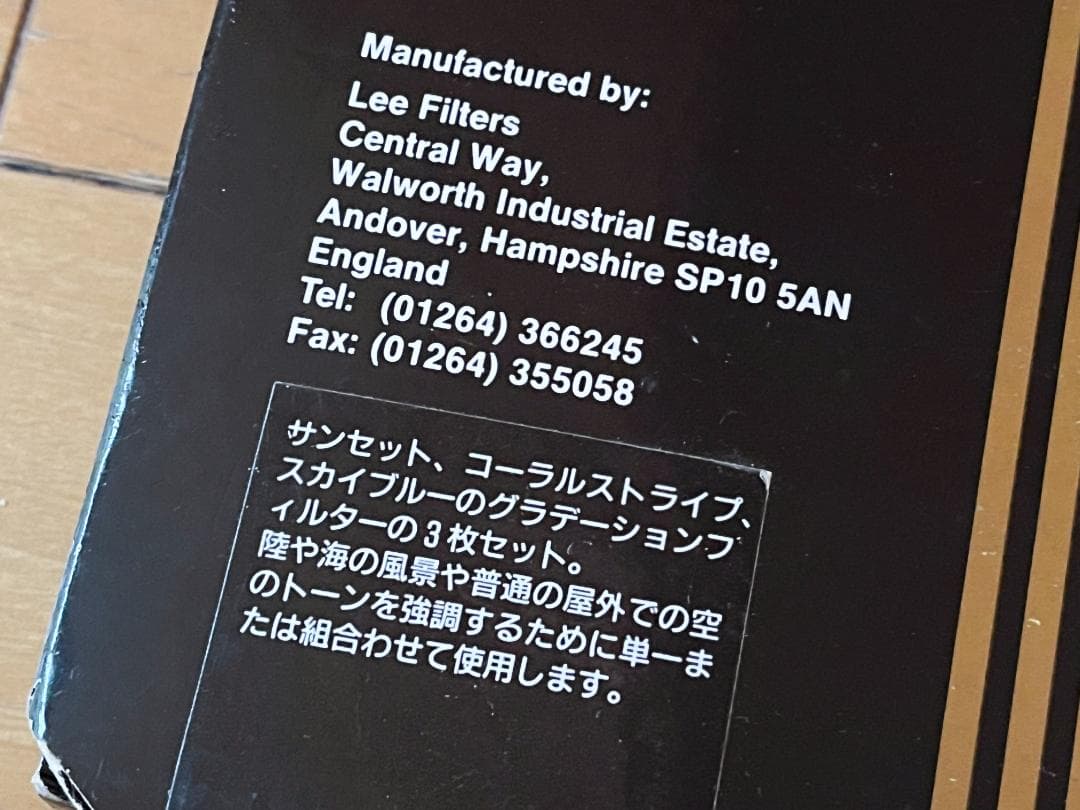 Manufactured by:
Lee Filters
Central Way,
Walworth Industrial Estate,
Andover, Hampshire SP10 5AN
England
Tel: (01264) 366245
Fax: (01264) 355058
サンセット、コーラルストライプ、
スカイブルーのグラデーションフ
ィルターの3枚セット。
陸や海の風景や普通の屋外での空
のトーンを強調するために単一ま
たは組合わせて使用します。